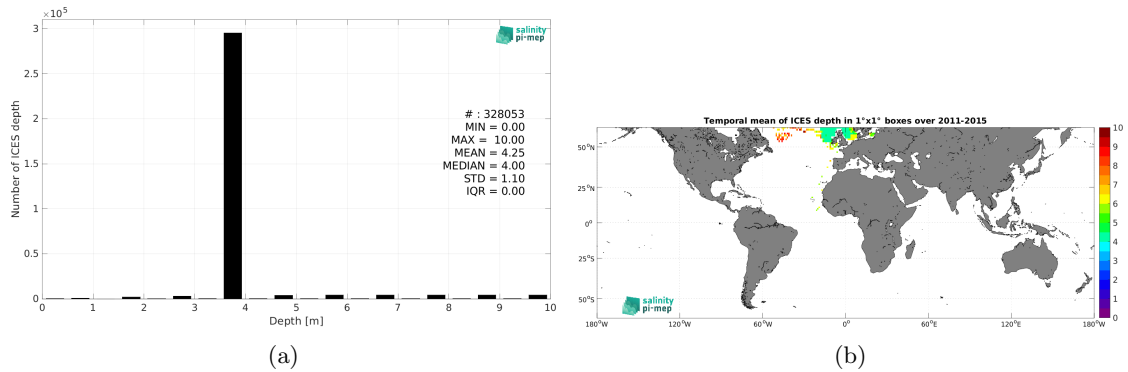 ×10^5
3
2.5
2
1.5
1
0.5
0
Number of ICES depth
salinity
pi-mep
# : 328053
MIN = 0.00
MAX = 10.00
MEAN = 4.25
MEDIAN = 4.00
STD = 1.10
IQR = 0.00
0 1 2 3 4 5 6 7 8 9 10
Depth [m]
(a)
Temporal mean of ICES depth in 1°x1° boxes over 2011-2015
50°N
25°N
0°
25°S
50°S
salinity
pi-mep
180°W 120°W 60°W 0° 60°E 120°E 180°W
10
9
8
7
6
5
4
3
2
1
0
(b)